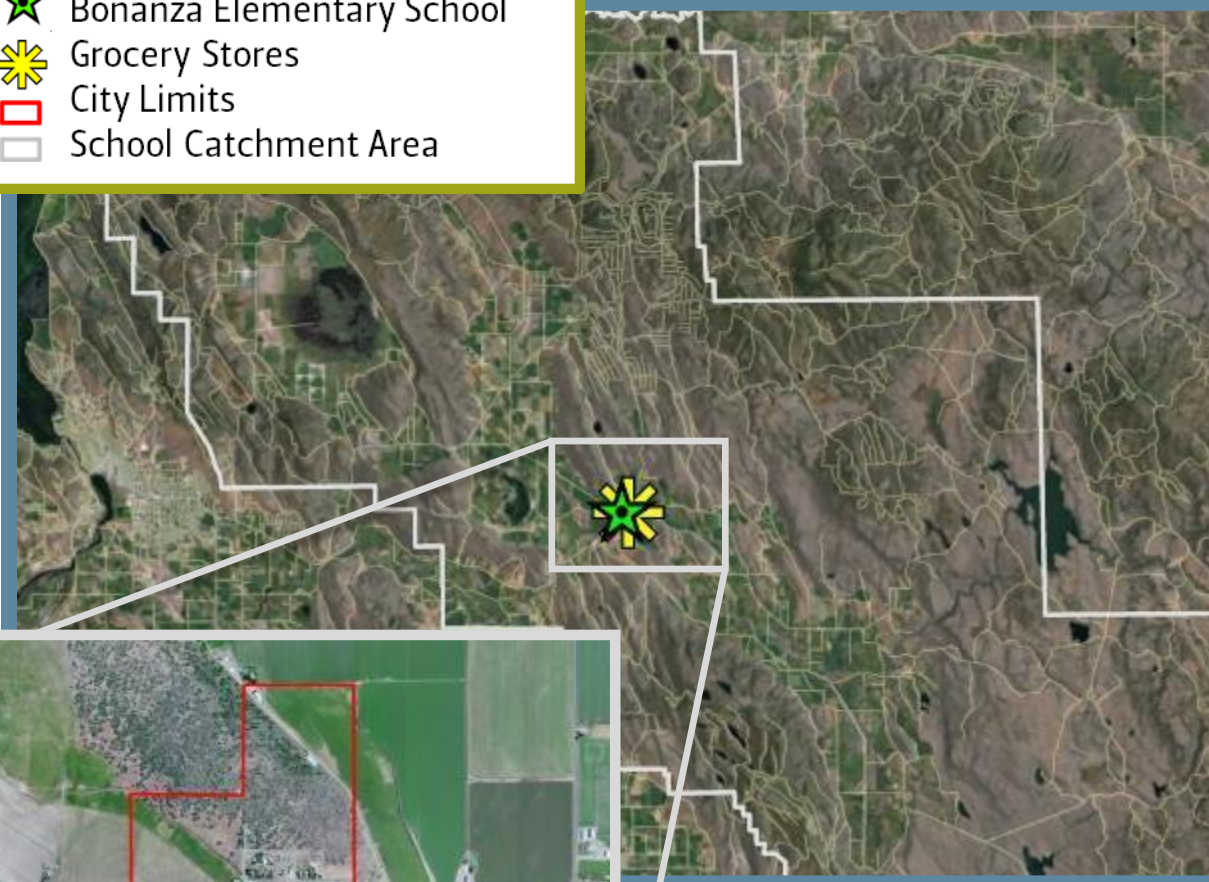 Bonanza Elementary School
Grocery Stores
City Limits
School Catchment Area